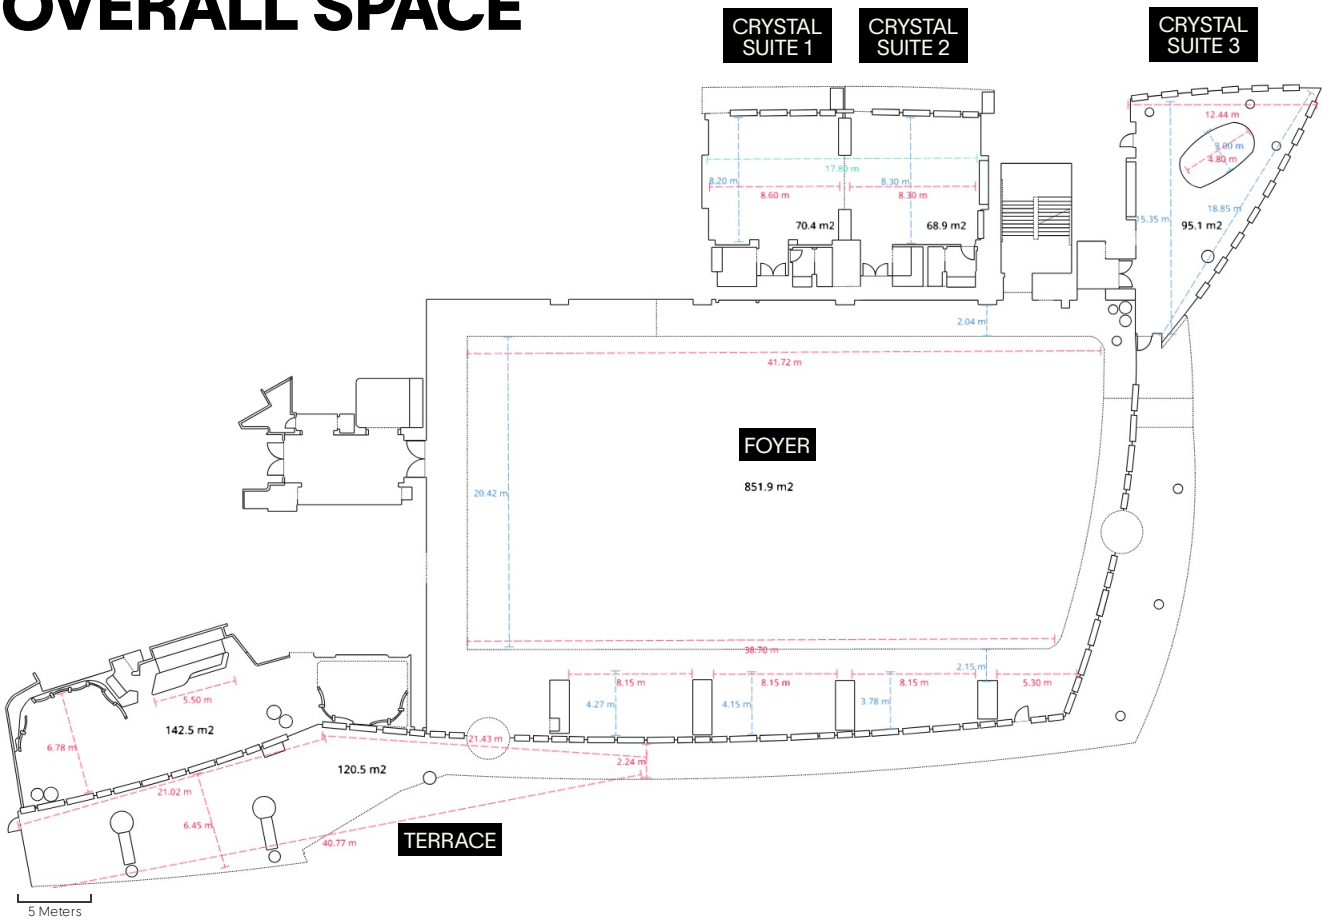 OVERALL SPACE
CRYSTAL
SUITE 1
CRYSTAL
SUITE 2
CRYSTAL
SUITE 3
12.44 m
3.00 m
4.80 m
17.80 m
8.20 m
8.60 m
8.30 m
8.30 m
18.85 m
15.35 m
70.4 m2
68.9 m2
95.1 m2
2.04 m
41.72 m
FOYER
851.9 m2
20.42 m
38.70 m
2.15 m
8.15 m
8.15 m
8.15 m
5.30 m
4.27 m
4.15 m
3.78 m
5.50 m
142.5 m2
6.78 m
21.43 m
2.24 m
120.5 m2
21.02 m
6.45 m
40.77 m
TERRACE
5 Meters